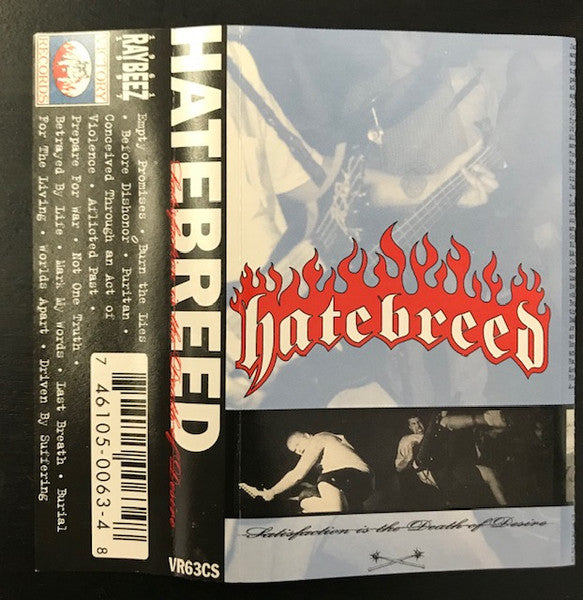 VICTORY
RECORDS
RAYBEEZ
Empty Promises · Burn the Lies
· Before Dishonor · Puritan ·
Conceived Through an Act of
Violence · Aflicted Past ·
Prepare For War · Not One Truth ·
Betrayed By Life · Mark My Words · Last Breath · Burial
For The Living · Worlds Apart · Driven By Suffering
7 46105-0063-4 8
HATEBREED
Satisfaction is the Death of Desire
VR63CS
hatebreed
Satisfaction is the Death of Desire